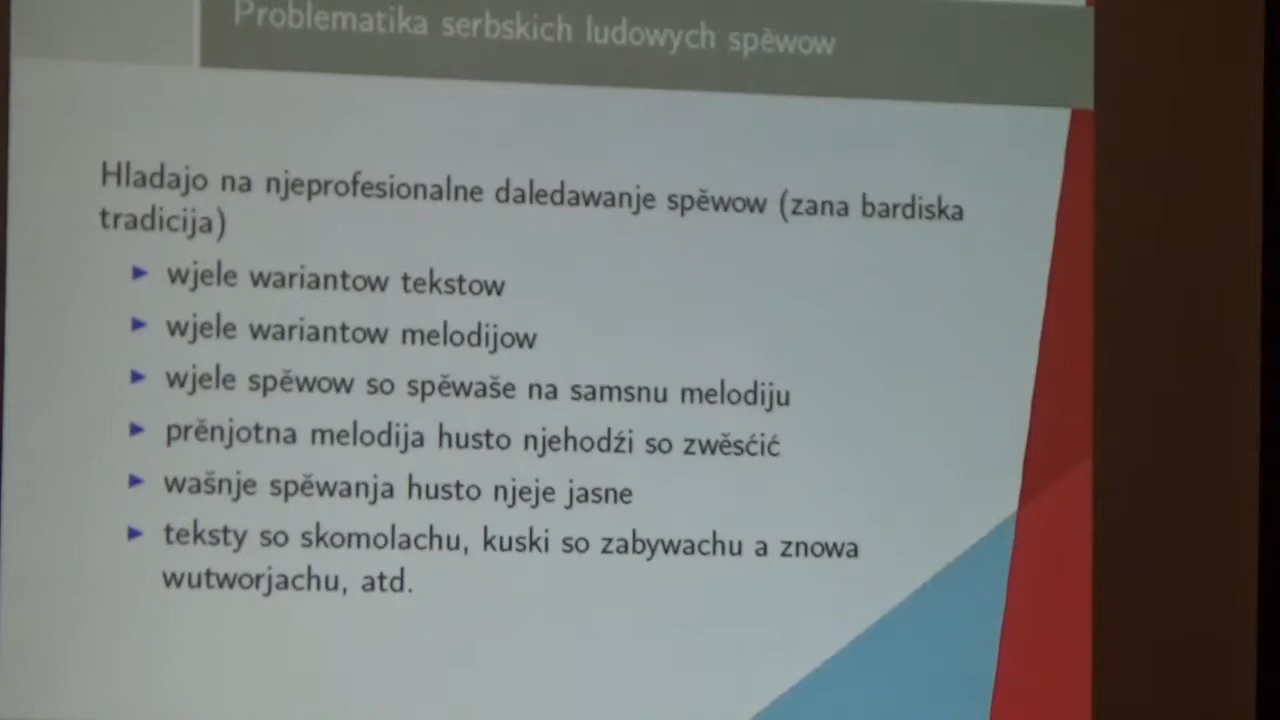 Problematika serbskich ludowych spěwow
Hladajo na njeprofesionalne daledawanje spěwow (zana bardiska
tradicija)
wjele wariantow tekstow
wjele wariantow melodijow
wjele spěwow so spěwaše na samsnu melodiju
prěnjotna melodija husto njehodźi so zwěsćić
wašnje spěwanja husto njeje jasne
teksty so skomolachu, kuski so zabywachu a znowa
wutworjachu, atd.